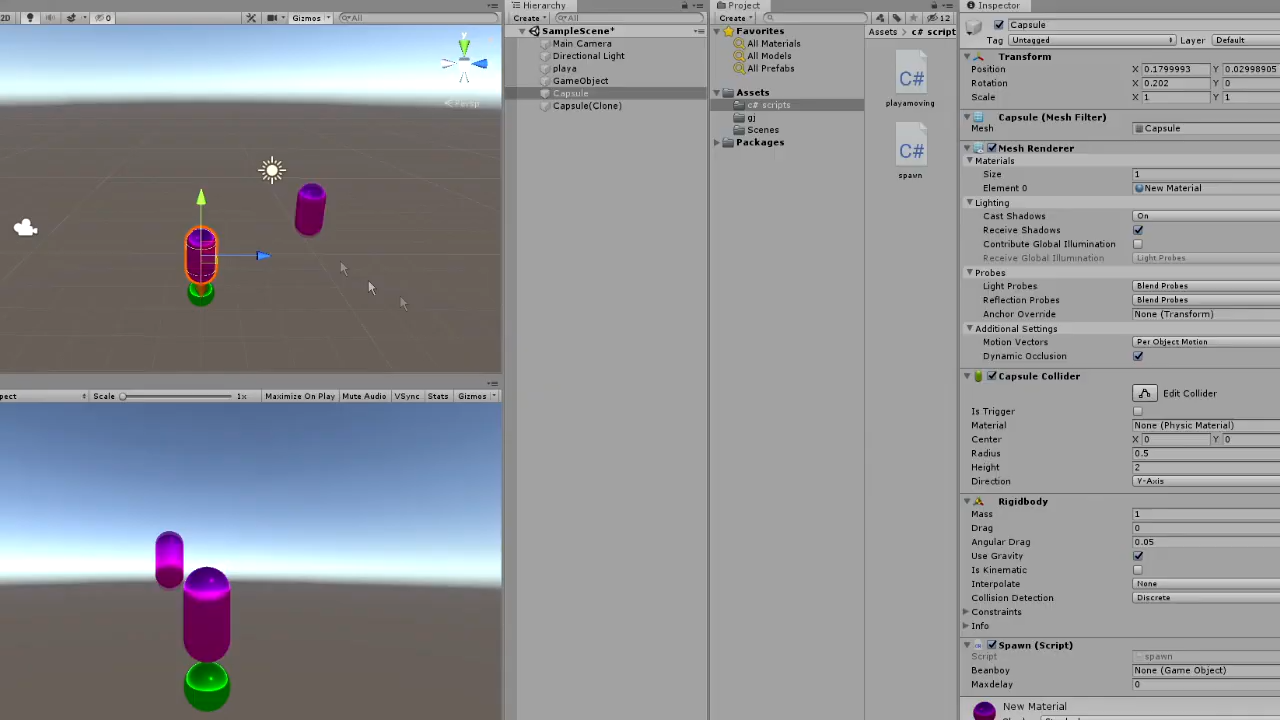 2D
0
Gizmos
All
y
Persp
pect
Scale
1x
Maximize On Play
Mute Audio
VSync
Stats
Gizmos
Hierarchy
Create
All
SampleScene*
Main Camera
Directional Light
playa
GameObject
Capsule
Capsule(Clone)
Project
Create
12
Favorites
All Materials
All Models
All Prefabs
Assets
c# scripts
gj
Scenes
Packages
Assets
c# script
C#
playamoving
C#
spawn
Inspector
Capsule
Tag Untagged Layer Default
Transform
Position X 0.1799993 Y 0.02998905
Rotation X 0.202 Y 0
Scale X 1 Y 1
Capsule (Mesh Filter)
Mesh Capsule
Mesh Renderer
Materials
Size 1
Element 0 New Material
Lighting
Cast Shadows On
Receive Shadows
Contribute Global Illumination
Receive Global Illumination Light Probes
Probes
Light Probes Blend Probes
Reflection Probes Blend Probes
Anchor Override None (Transform)
Additional Settings
Motion Vectors Per Object Motion
Dynamic Occlusion
Capsule Collider
Edit Collider
Is Trigger
Material None (Physic Material)
Center X 0 Y 0
Radius 0.5
Height 2
Direction Y-Axis
Rigidbody
Mass 1
Drag 0
Angular Drag 0.05
Use Gravity
Is Kinematic
Interpolate None
Collision Detection Discrete
Constraints
Info
Spawn (Script)
Script spawn
Beanboy None (Game Object)
Maxdelay 0
New Material